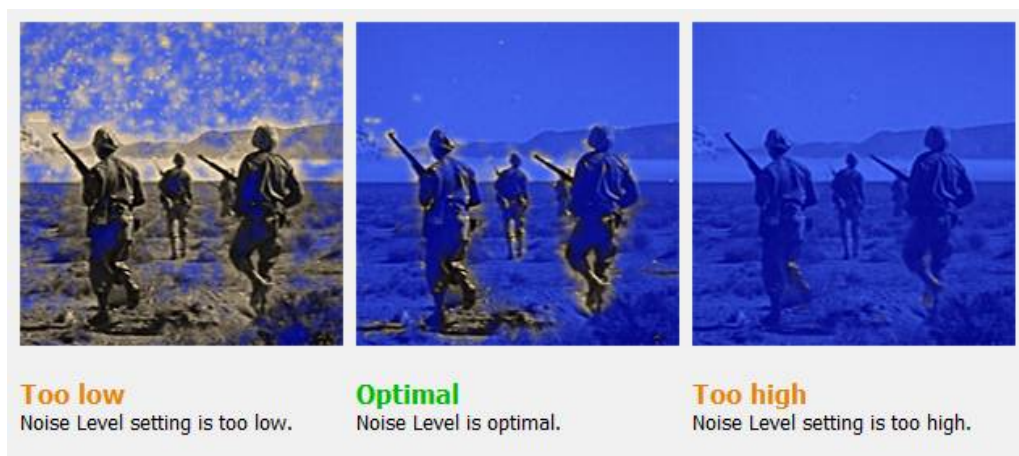 Too low
Noise Level setting is too low.
Optimal
Noise Level is optimal.
Too high
Noise Level setting is too high.